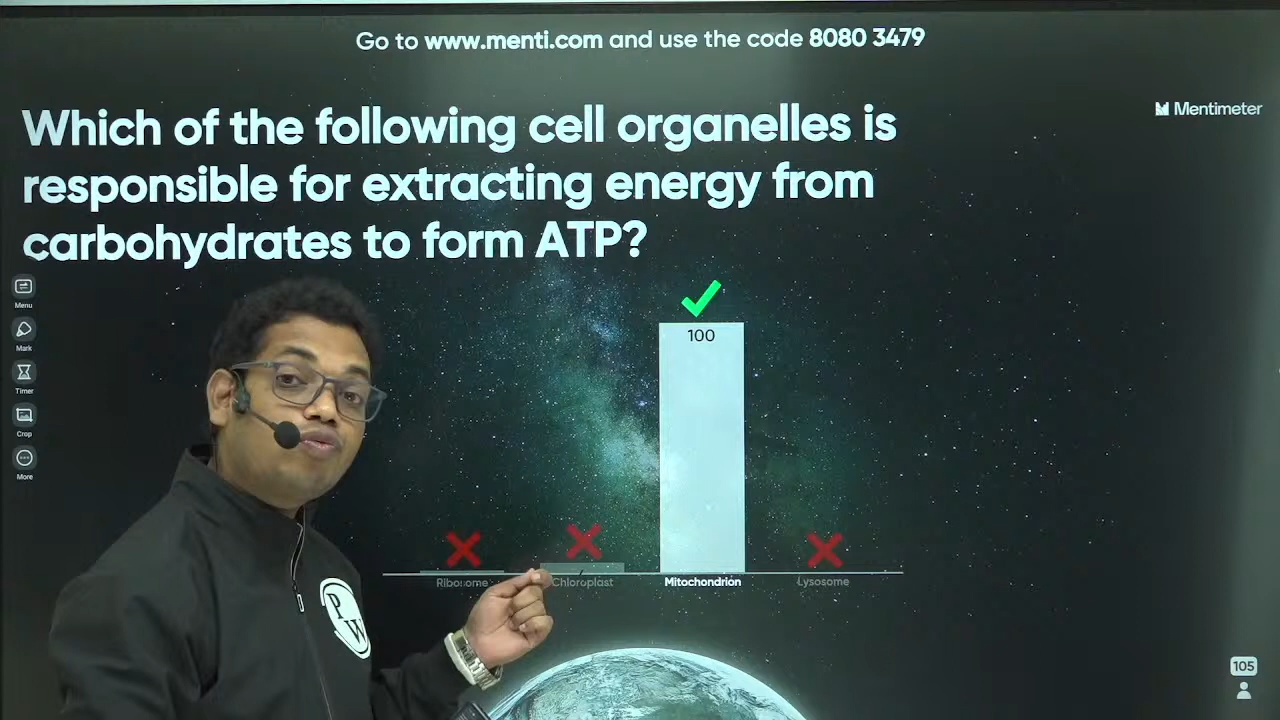 Go to www.menti.com and use the code 8080 3479
Mentimeter
Which of the following cell organelles is
responsible for extracting energy from
carbohydrates to form ATP?
Menu
Mark
Timer
Crop
More
100
Ribosome
Chloroplast
Mitochondrion
Lysosome
P
W
105